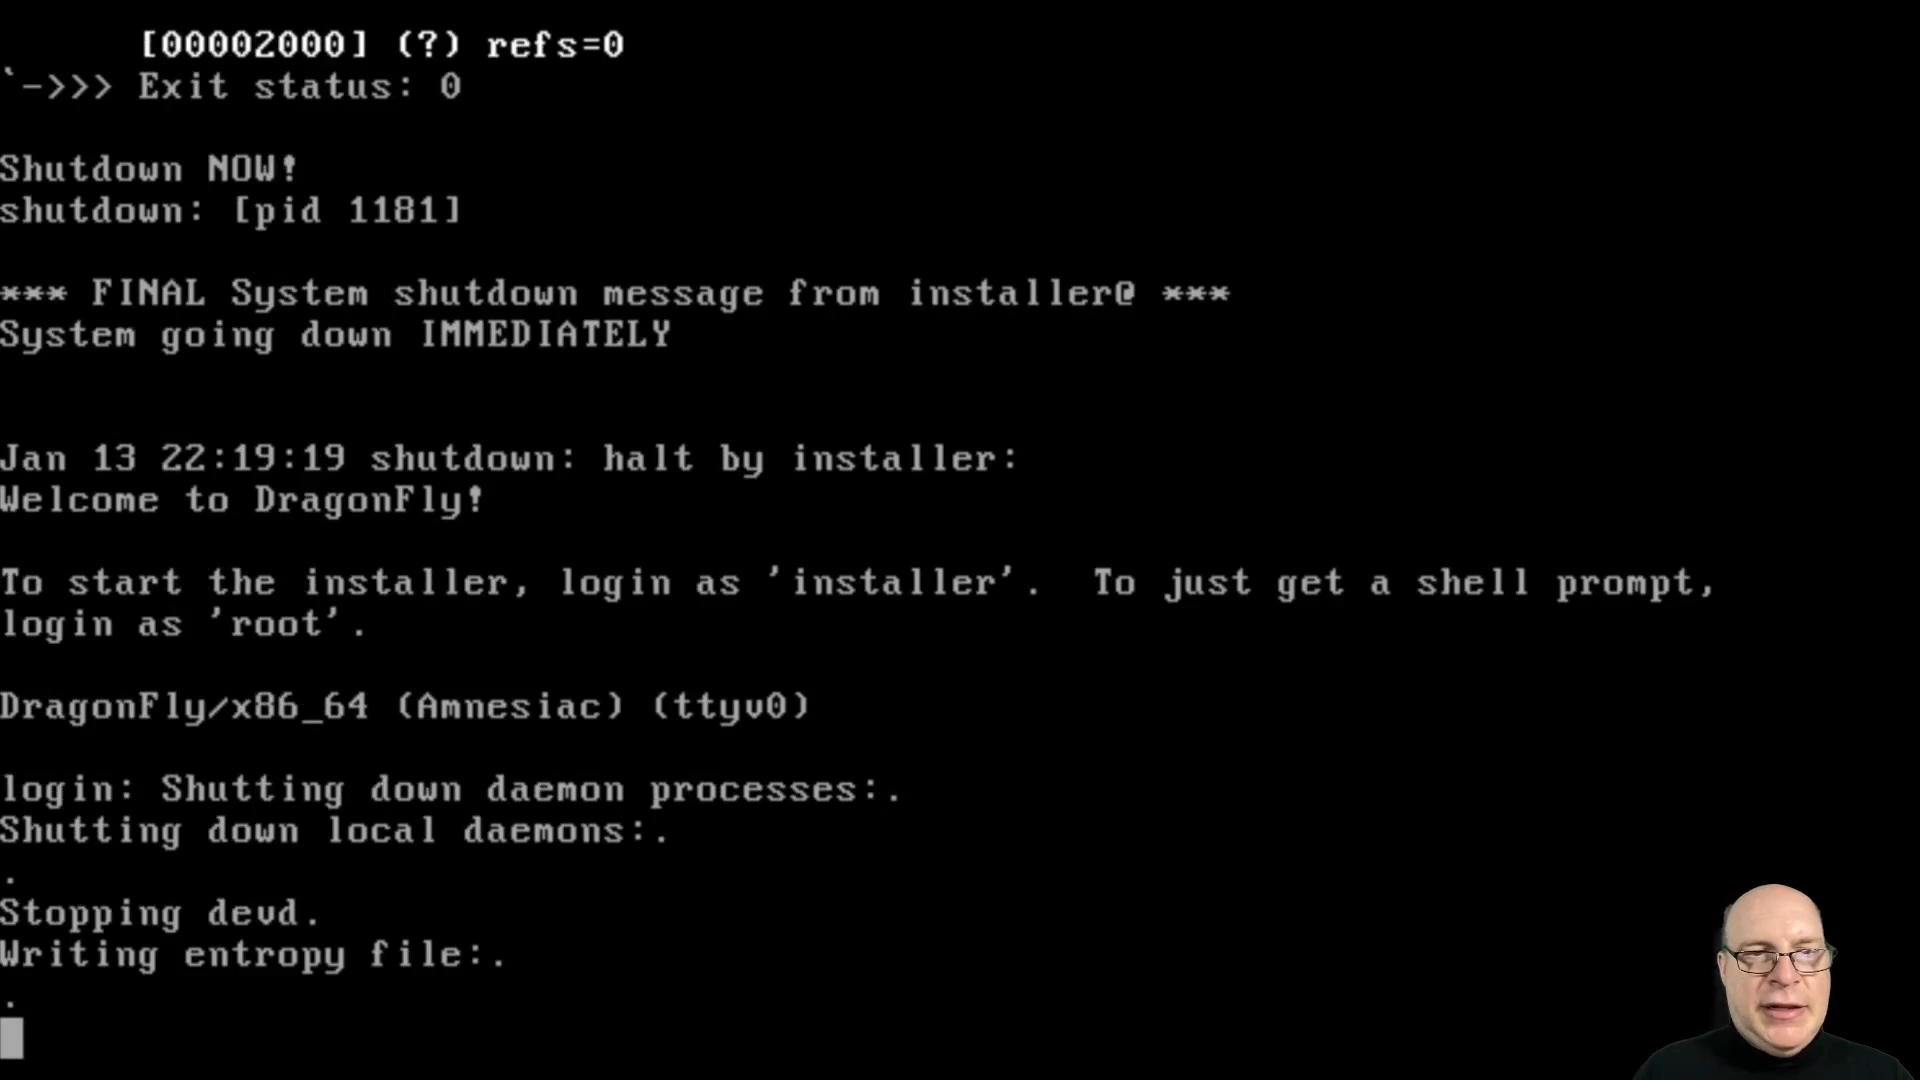 [00002000] (?) refs=0
`->>> Exit status: 0
Shutdown NOW!
shutdown: [pid 1181]
*** FINAL System shutdown message from installer@ ***
System going down IMMEDIATELY
Jan 13 22:19:19 shutdown: halt by installer:
Welcome to DragonFly!
To start the installer, login as 'installer'.  To just get a shell prompt,
login as 'root'.
DragonFly/x86_64 (Amnesiac) (ttyv0)
login: Shutting down daemon processes:.
Shutting down local daemons:.
.
Stopping devd.
Writing entropy file:.
.